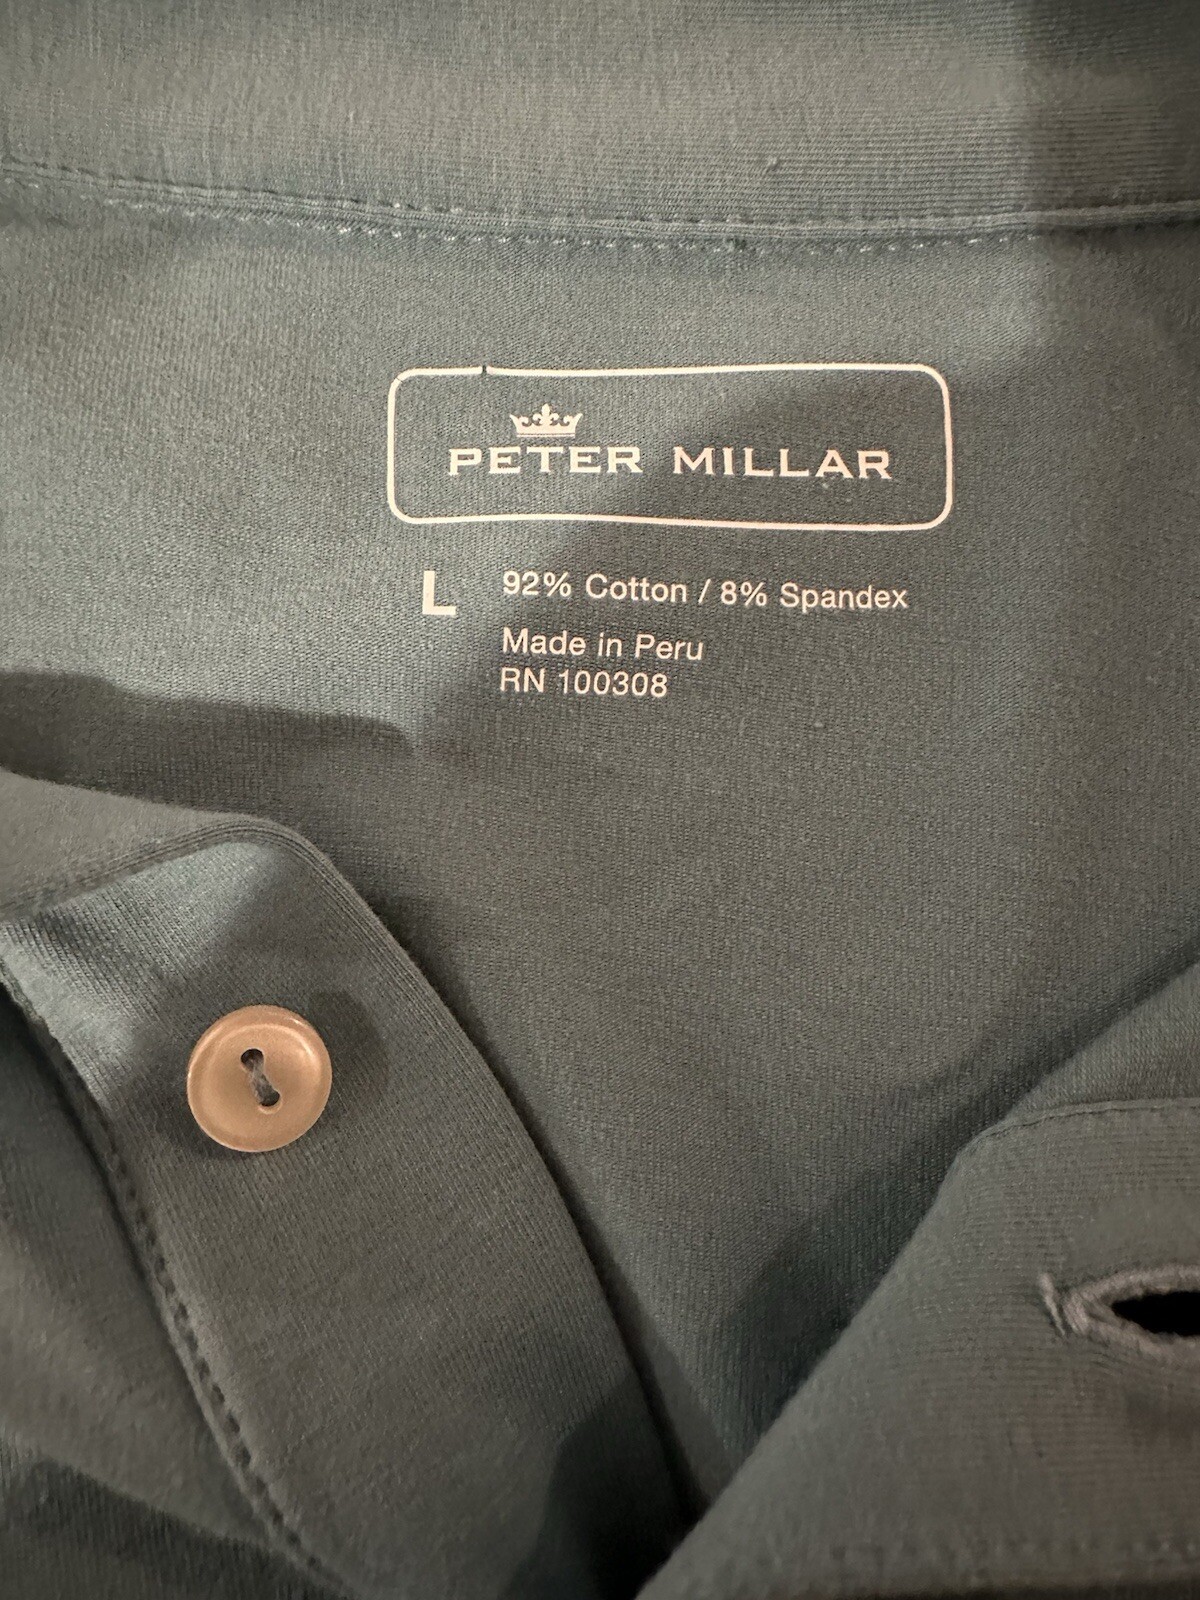 PETER MILLAR
L 92% Cotton / 8% Spandex
Made in Peru
RN 100308